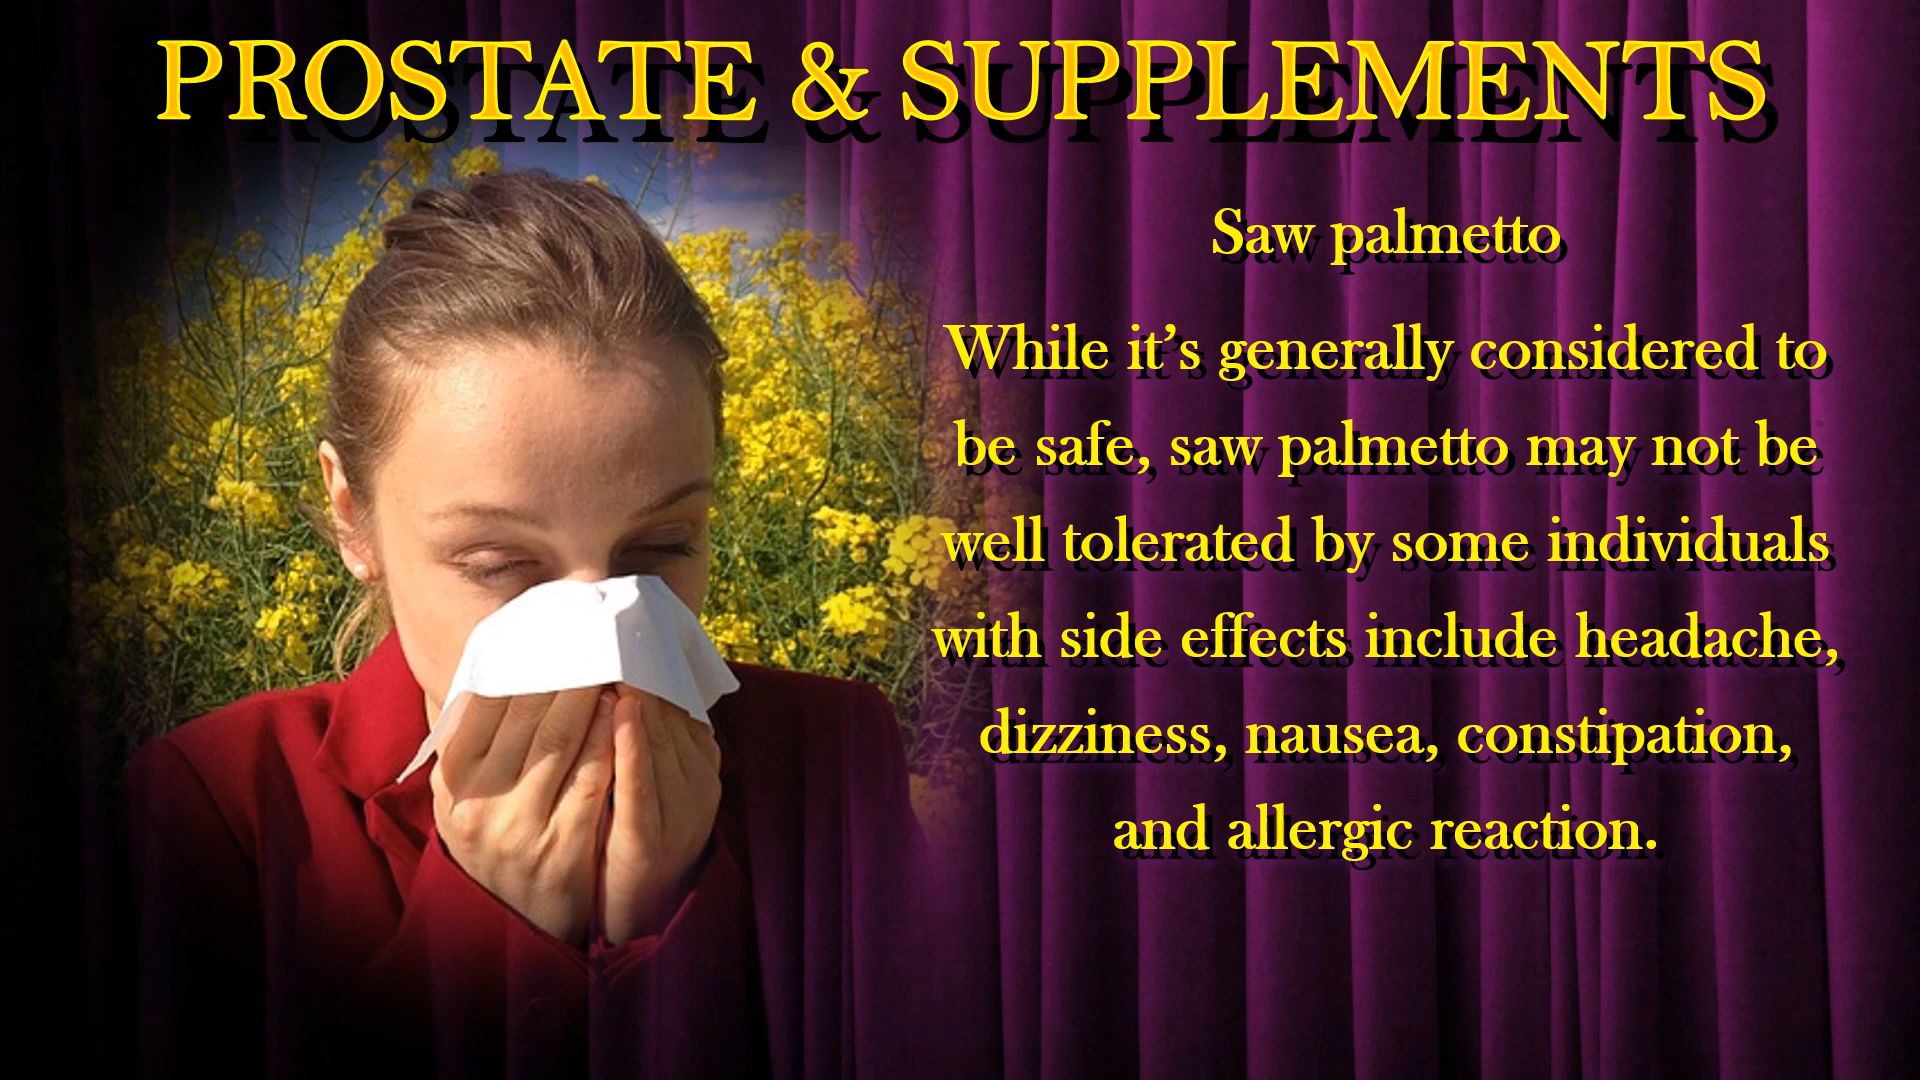 PROSTATE & SUPPLEMENTS
Saw palmetto
While it’s generally considered to
be safe, saw palmetto may not be
well tolerated by some individuals
with side effects include headache,
dizziness, nausea, constipation,
and allergic reaction.